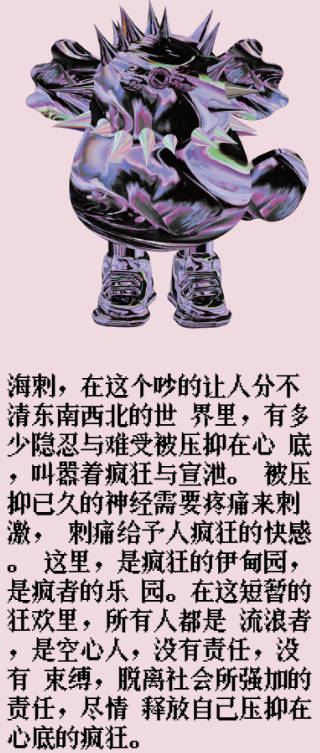 海刺，在这个吵的让人分不
清东南西北的世 界里，有多
少隐忍与难受被压抑在心 底
，叫嚣着疯狂与宣泄。 被压
抑已久的神经需要疼痛来刺
激， 刺痛给予人疯狂的快感
。 这里，是疯狂的伊甸园，
是疯者的乐 园。在这短暂的
狂欢里，所有人都是 流浪者
，是空心人，没有责任，没
有 束缚，脱离社会所强加的
责任，尽情 释放自己压抑在
心底的疯狂。